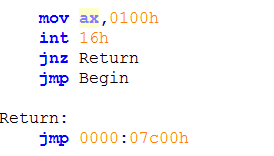 mov ax,0100h
int 16h
jnz Return
jmp Begin
Return:
jmp 0000:07c00h